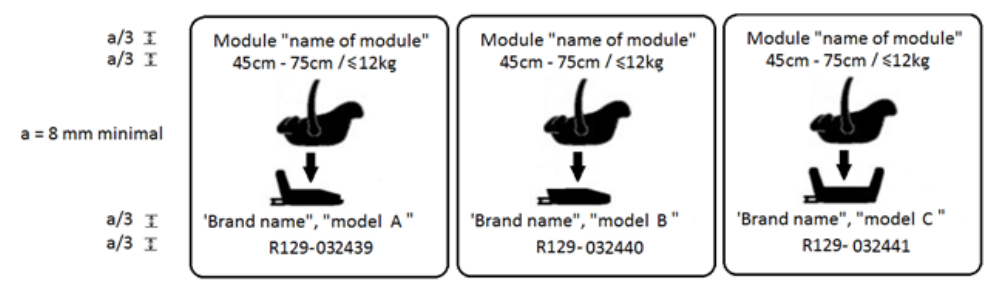 a/3
a/3
a = 8 mm minimal
a/3
a/3
Module "name of module"
45cm - 75cm / ⩽12kg
'Brand name", "model A "
R129-032439
Module "name of module"
45cm - 75cm / ⩽12kg
'Brand name", "model B "
R129- 032440
Module "name of module"
45cm - 75cm / ⩽12kg
'Brand name", "model C "
R129- 032441